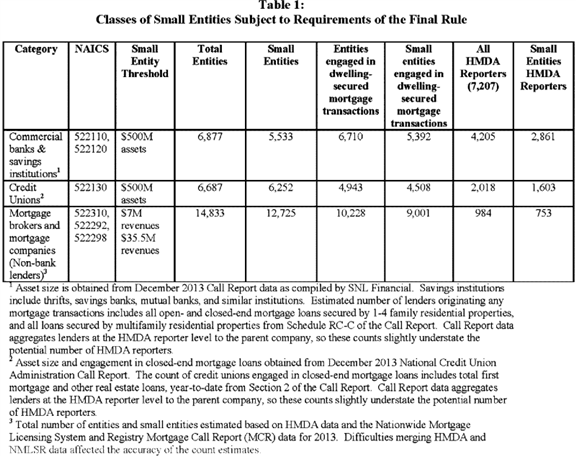 Table 1:
Classes of Small Entities Subject to Requirements of the Final Rule
Category NAICS Small Entity Threshold Total Entities Small Entities Entities engaged in dwelling-secured mortgage transactions Small entities engaged in dwelling-secured mortgage transactions All HMDA Reporters (7,207) Small Entities HMDA Reporters
Commercial banks & savings institutions¹ 522110, 522120 $500M assets 6,877 5,533 6,710 5,392 4,205 2,861
Credit Unions² 522130 $500M assets 6,687 6,252 4,943 4,508 2,018 1,603
Mortgage brokers and mortgage companies (Non-bank lenders)³ 522310, 522292, 522298 $7M revenues $35.5M revenues 14,833 12,725 10,228 9,001 984 753
¹ Asset size is obtained from December 2013 Call Report data as compiled by SNL Financial. Savings institutions
include thrifts, savings banks, mutual banks, and similar institutions. Estimated number of lenders originating any
mortgage transactions includes all open- and closed-end mortgage loans secured by 1-4 family residential properties,
and all loans secured by multifamily residential properties from Schedule RC-C of the Call Report. Call Report data
aggregates lenders at the HMDA reporter level to the parent company, so these counts slightly understate the
potential number of HMDA reporters.
² Asset size and engagement in closed-end mortgage loans obtained from December 2013 National Credit Union
Administration Call Report. The count of credit unions engaged in closed-end mortgage loans includes total first
mortgage and other real estate loans, year-to-date from Section 2 of the Call Report. Call Report data aggregates
lenders at the HMDA reporter level to the parent company, so these counts slightly understate the potential number
of HMDA reporters.
³ Total number of entities and small entities estimated based on HMDA data and the Nationwide Mortgage
Licensing System and Registry Mortgage Call Report (MCR) data for 2013. Difficulties merging HMDA and
NMLSR data affected the accuracy of the count estimates.